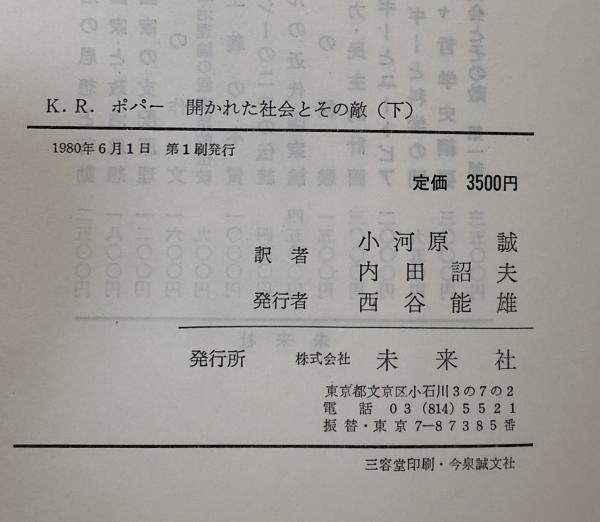 K.R. ポパー 開かれた社会とその敵（下）
1980年6月1日 第1刷発行
定価 3500円
訳者 小河原 誠
内田詔夫
発行者 西谷能雄
発行所 株式会社 未来社
東京都文京区小石川3の7の2
電話 03(814)5521
振替・東京7―87385番
三容堂印刷・今泉誠文社